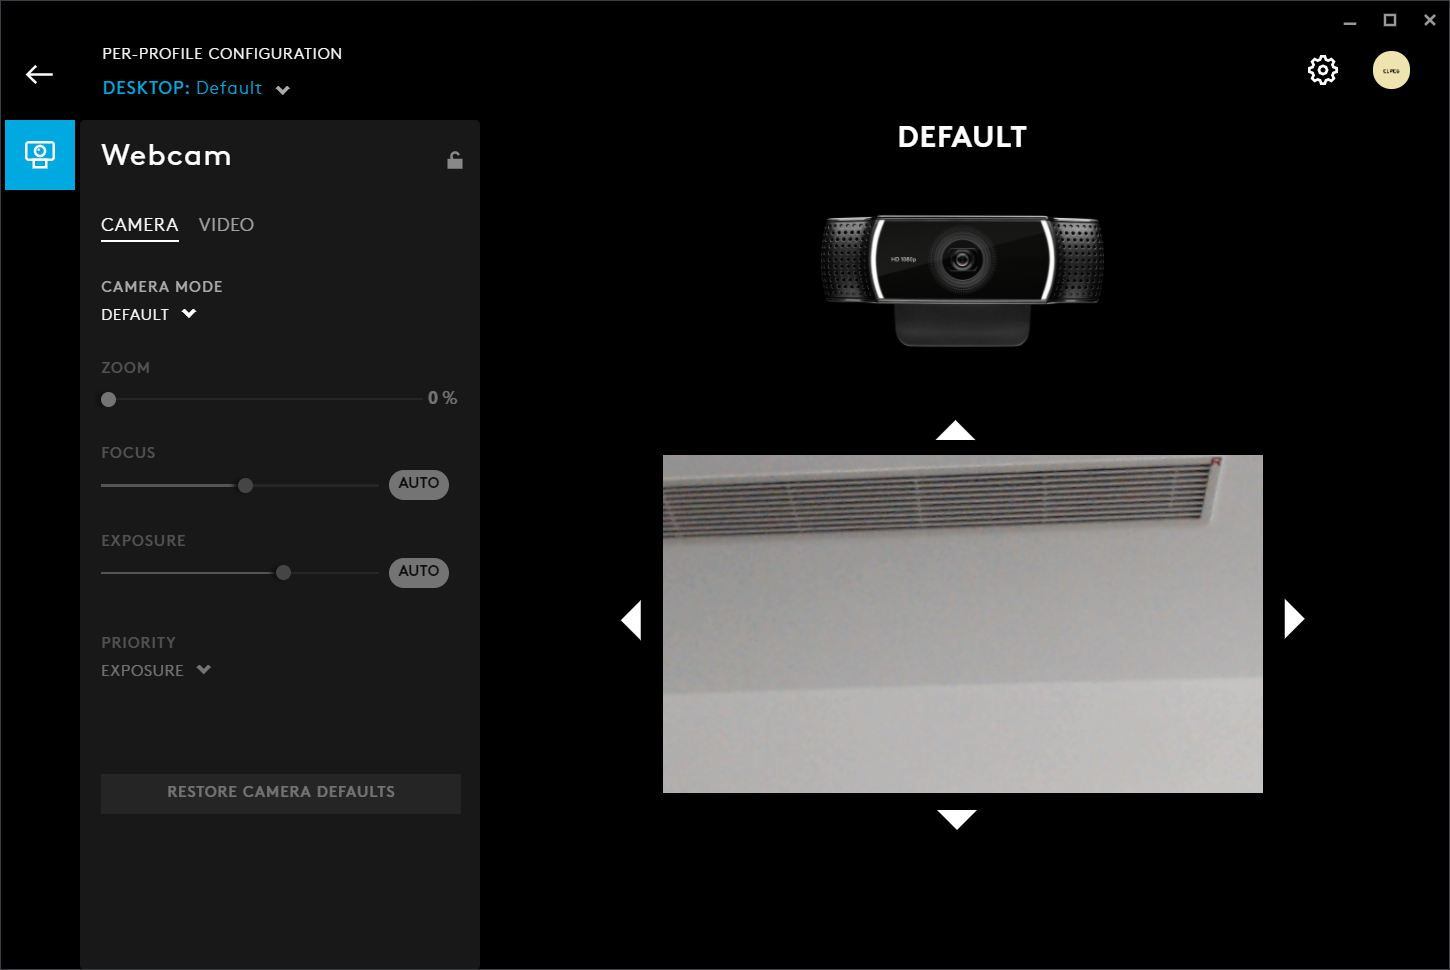 PER-PROFILE CONFIGURATION
DESKTOP: Default
Webcam
CAMERA VIDEO
CAMERA MODE
DEFAULT
ZOOM
0 %
FOCUS
AUTO
EXPOSURE
AUTO
PRIORITY
EXPOSURE
RESTORE CAMERA DEFAULTS
DEFAULT
HD 1080p